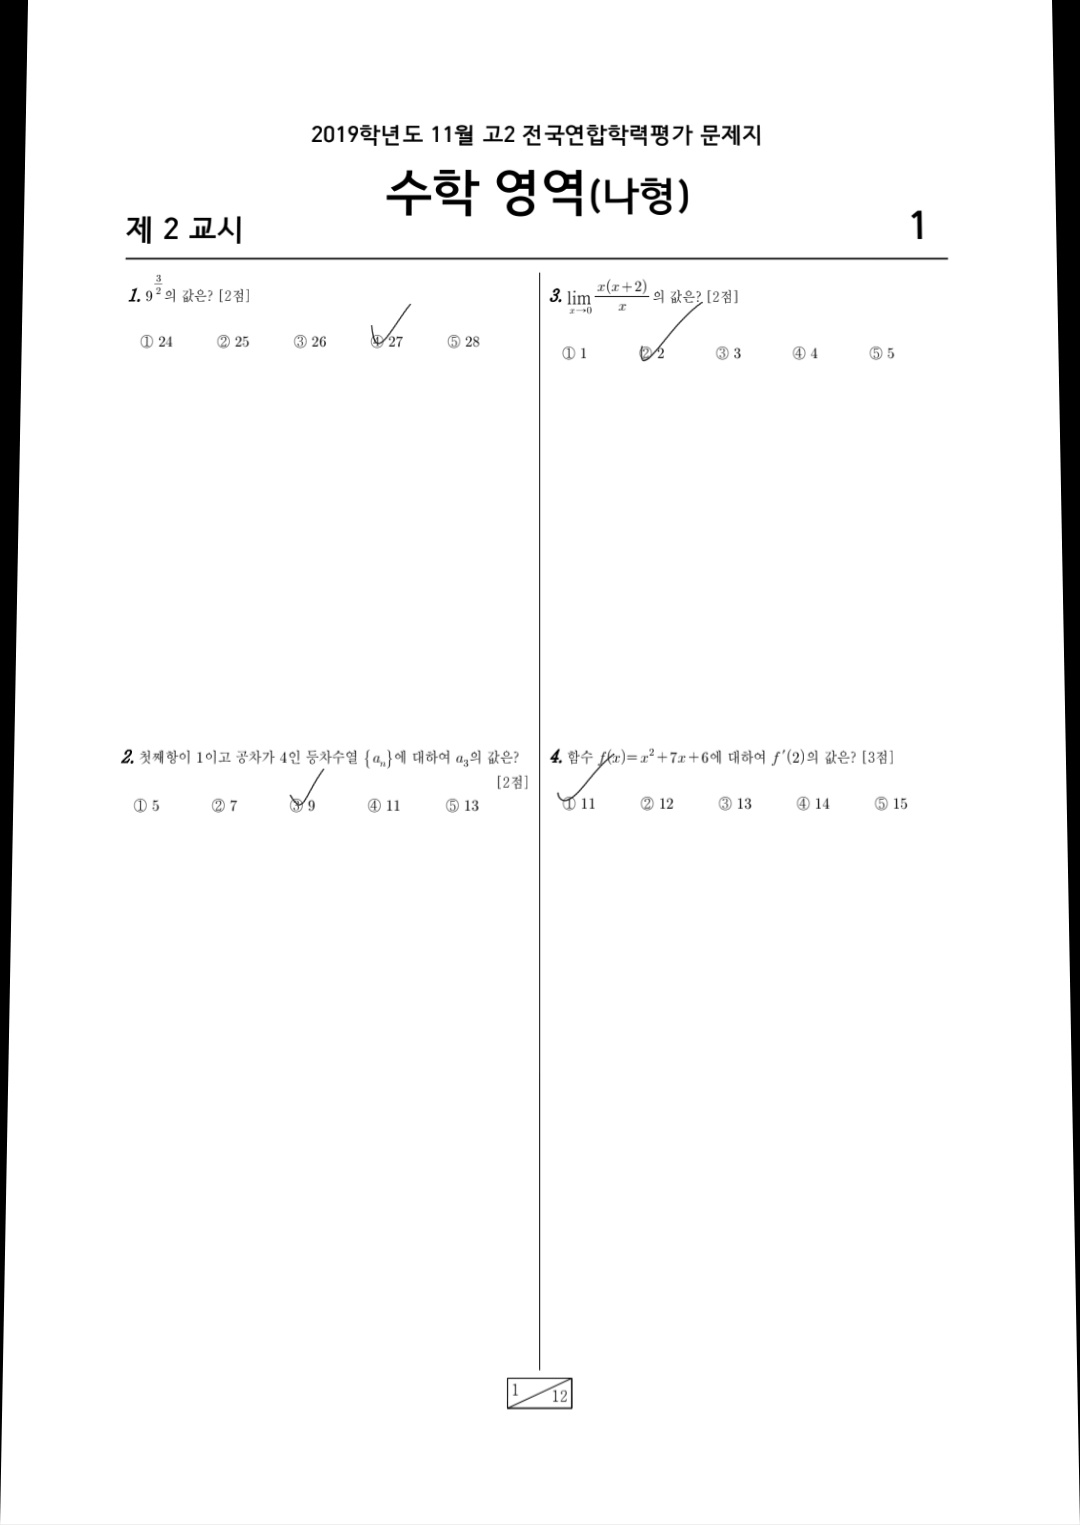 2019학년도 11월 고2 전국연합학력평가 문제지
수학 영역(나형)
제 2 교시
1
1. 9^{3/2}의 값은? [2점]
① 24 ② 25 ③ 26 ④ 27 ⑤ 28
2. 첫째항이 1이고 공차가 4인 등차수열 {a_n}에 대하여 a_3의 값은?
[2점]
① 5 ② 7 ③ 9 ④ 11 ⑤ 13
3. lim_{x→0} x(x+2)/x 의 값은? [2점]
① 1 ② 2 ③ 3 ④ 4 ⑤ 5
4. 함수 f(x)=x²+7x+6에 대하여 f′(2)의 값은? [3점]
① 11 ② 12 ③ 13 ④ 14 ⑤ 15
1 12